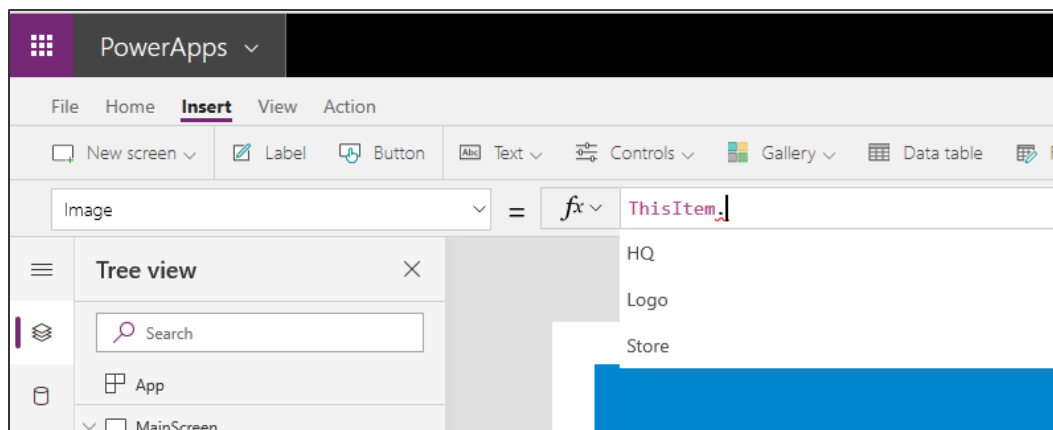 PowerApps
File Home Insert View Action
New screen Label Button Abc Text Controls Gallery Data table
Image = fx ThisItem.
HQ
Logo
Store
Tree view
Search
App
MainScreen